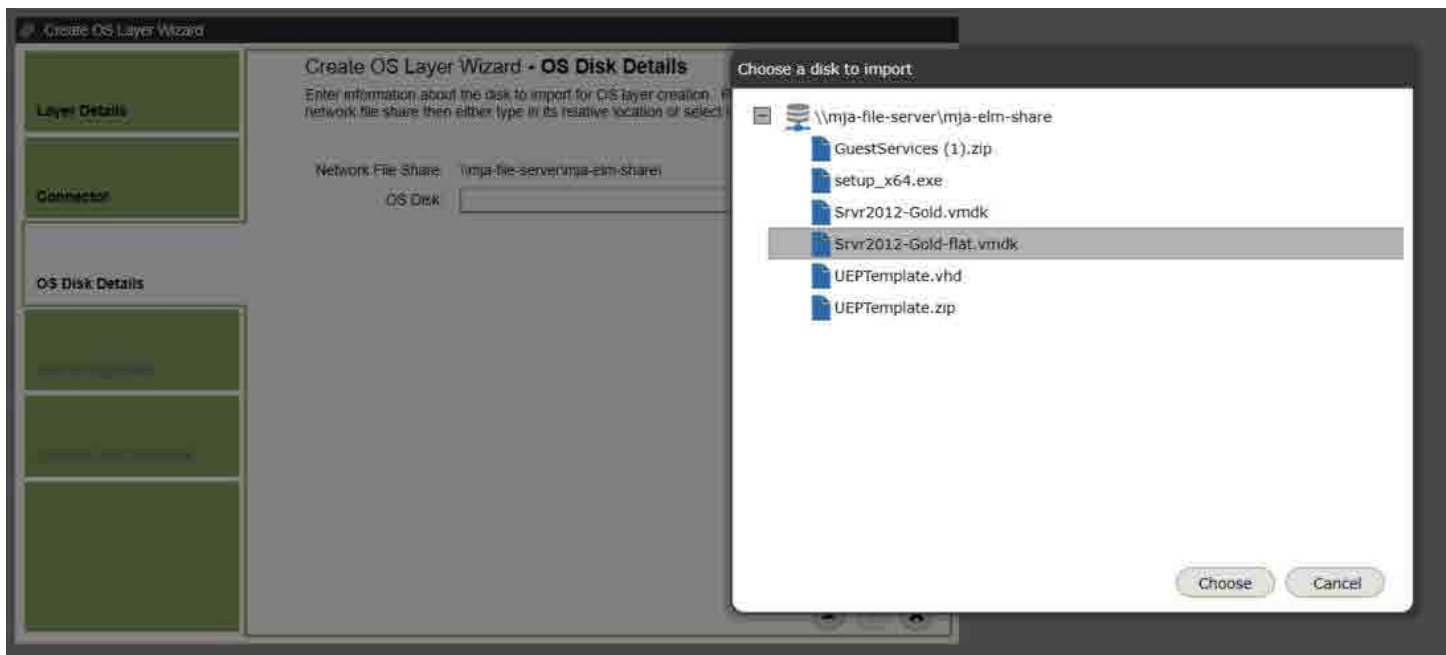 Create OS Layer Wizard
Create OS Layer Wizard - OS Disk Details
Enter information about the disk to import for OS layer creation.
network file share then either type in its relative location or select
Layer Details
Connector
OS Disk Details
Network File Share \\mja-file-server\mja-elm-share\
OS Disk
Choose a disk to import
\\mja-file-server\mja-elm-share
GuestServices (1).zip
setup_x64.exe
Srvr2012-Gold.vmdk
Srvr2012-Gold-flat.vmdk
UEPTemplate.vhd
UEPTemplate.zip
Choose
Cancel